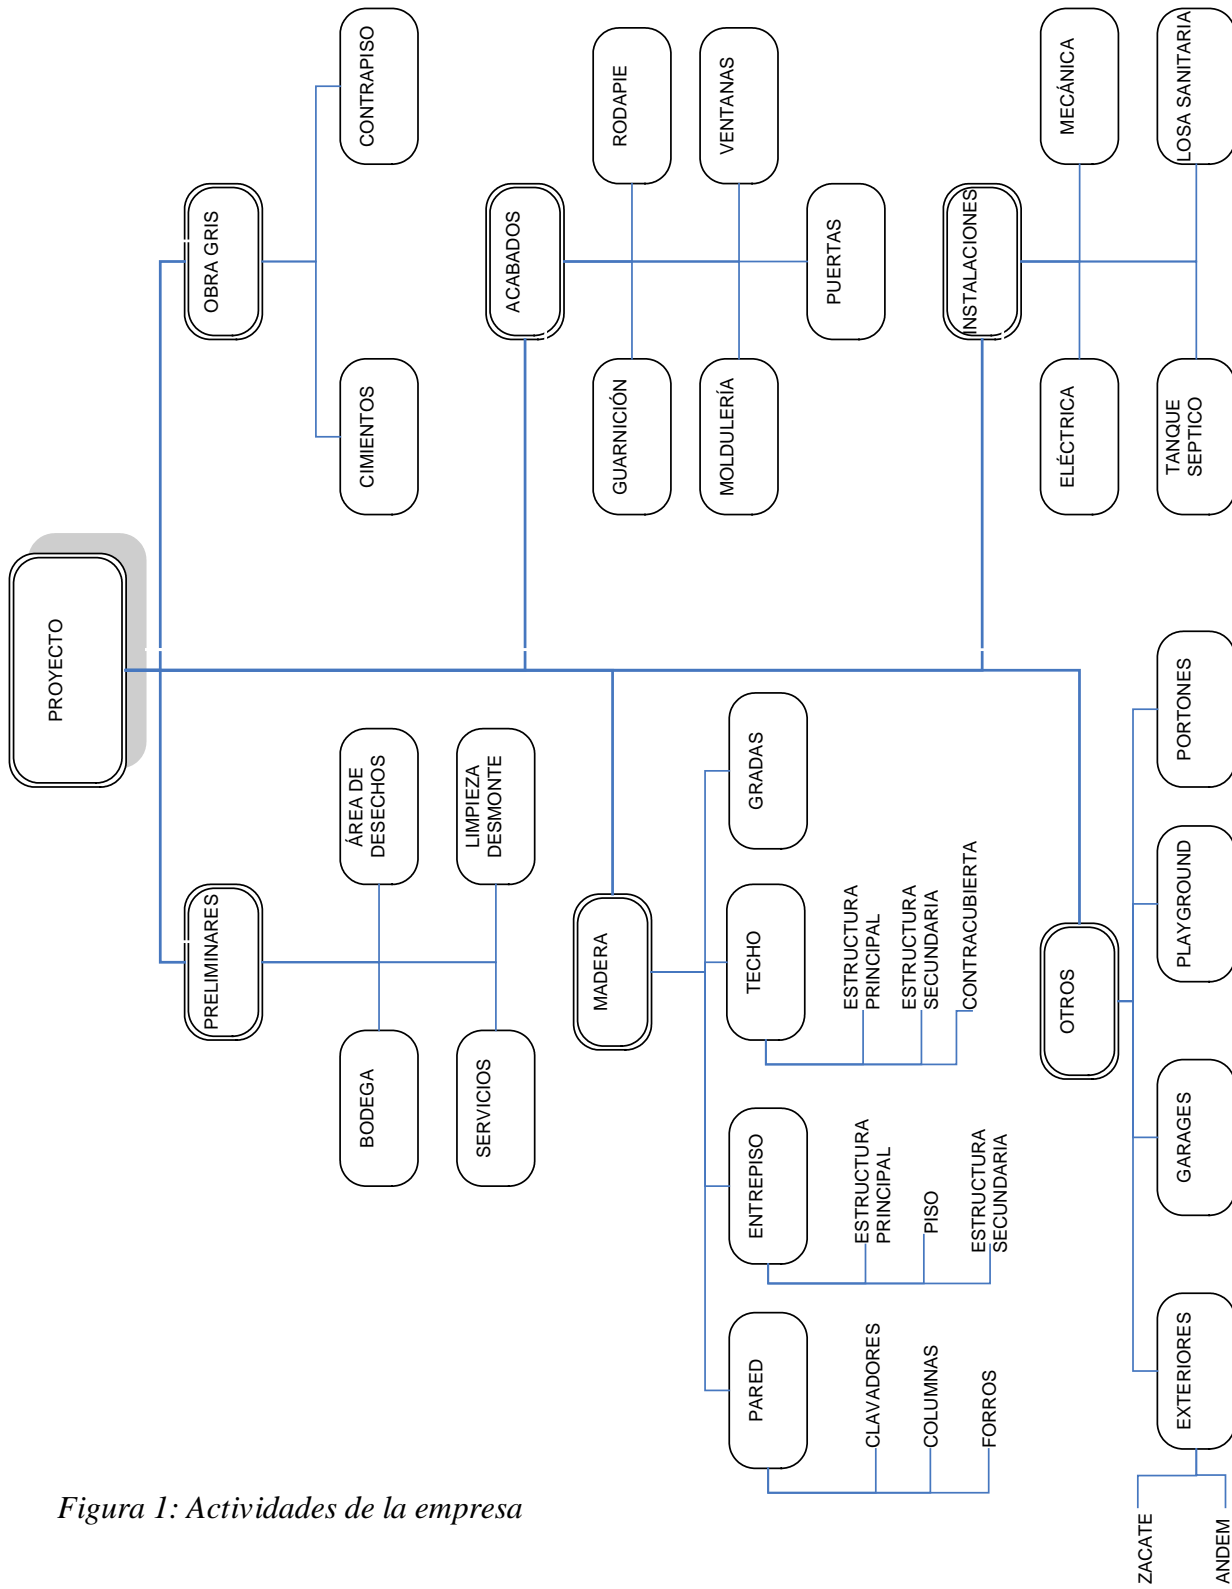 PROYECTO
PRELIMINARES
OBRA GRIS
BODEGA
ÁREA DE
DESECHOS
SERVICIOS
LIMPIEZA
DESMONTE
CIMIENTOS
CONTRAPISO
MADERA
ACABADOS
PARED
ENTREPISO
TECHO
GRADAS
CLAVADORES
COLUMNAS
FORROS
ESTRUCTURA
PRINCIPAL
PISO
ESTRUCTURA
SECUNDARIA
ESTRUCTURA
PRINCIPAL
ESTRUCTURA
SECUNDARIA
CONTRACUBIERTA
GUARNICIÓN
RODAPIE
MOLDULERÍA
VENTANAS
PUERTAS
OTROS
INSTALACIONES
EXTERIORES
GARAGES
PLAYGROUND
PORTONES
ZACATE
ANDEM
ELÉCTRICA
MECÁNICA
TANQUE
SEPTICO
LOSA SANITARIA
Figura 1: Actividades de la empresa